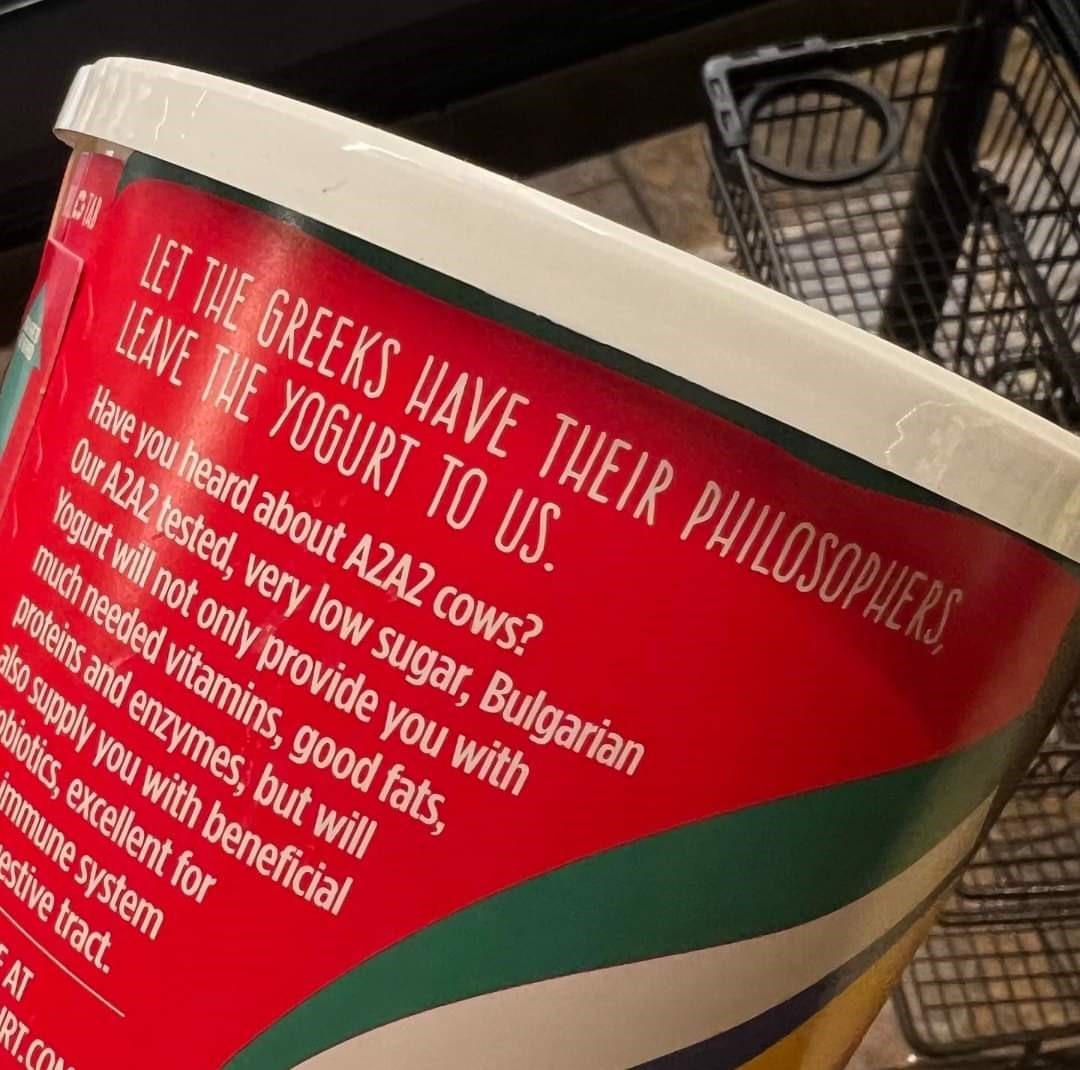 LET THE GREEKS HAVE THEIR PHILOSOPHERS,
LEAVE THE YOGURT TO US.
Have you heard about A2A2 cows?
Our A2A2 tested, very low sugar, Bulgarian
Yogurt will not only provide you with
much needed vitamins, good fats,
proteins and enzymes, but will
also supply you with beneficial
excellent for
immune system
tract.
AT